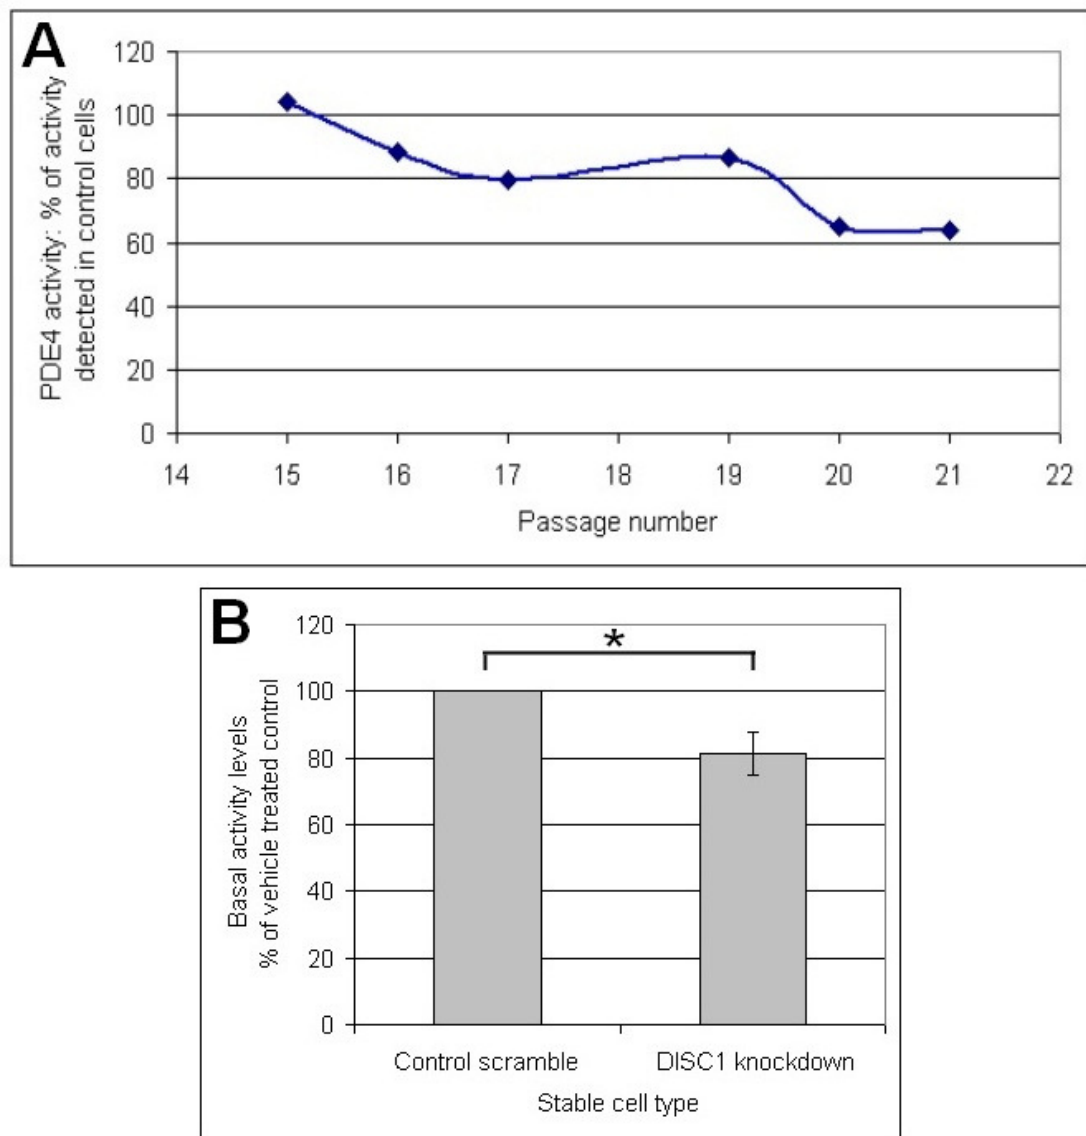 A
120
100
80
60
40
20
0
PDE4 activity: % of activity
detected in control cells
14 15 16 17 18 19 20 21 22
Passage number
B
120
100
80
60
40
20
0
Basal activity levels
% of vehicle treated control
*
Control scramble DISC1 knockdown
Stable cell type